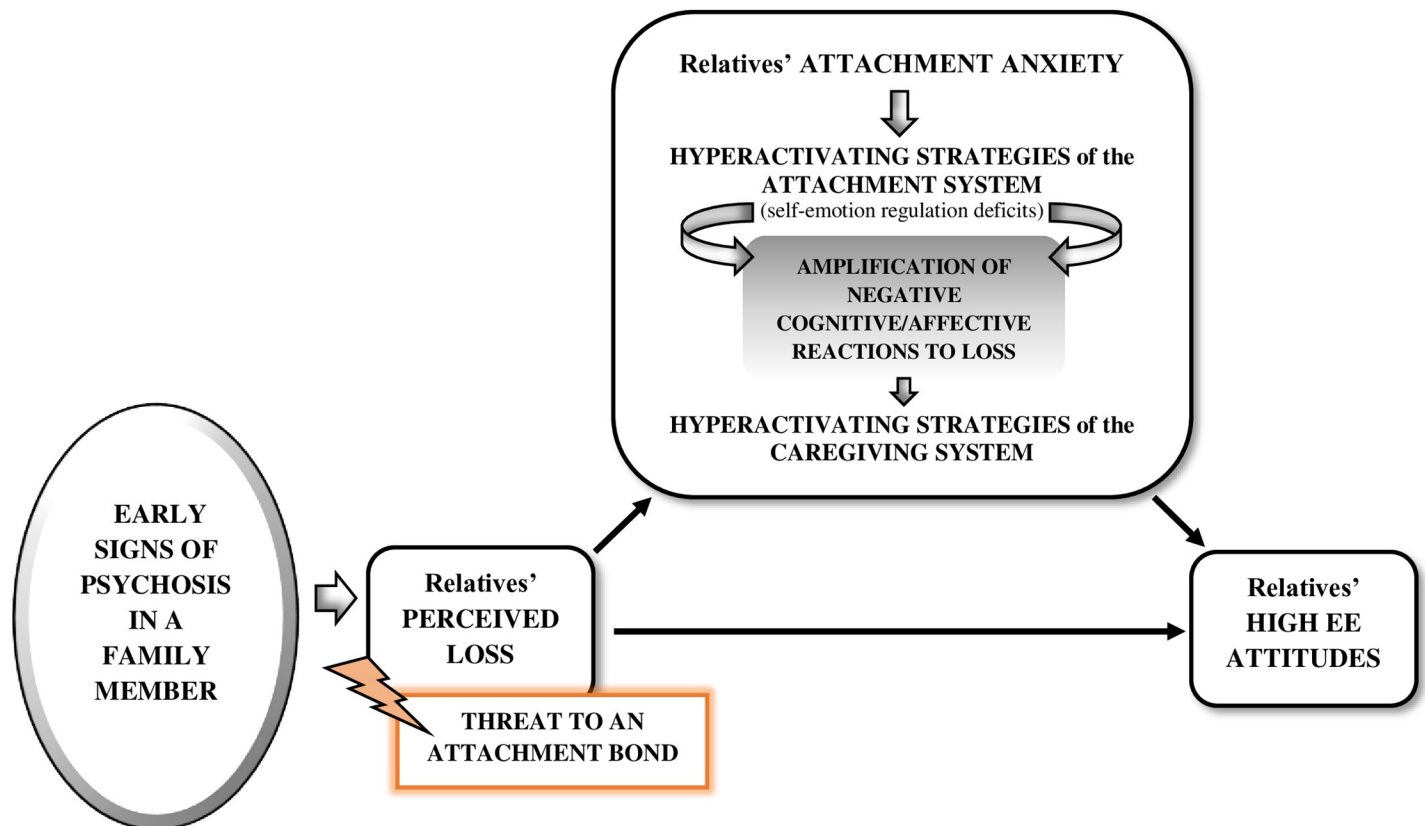 Relatives’ ATTACHMENT ANXIETY
HYPERACTIVATING STRATEGIES of the
ATTACHMENT SYSTEM
(self-emotion regulation deficits)
AMPLIFICATION OF
NEGATIVE
COGNITIVE/AFFECTIVE
REACTIONS TO LOSS
HYPERACTIVATING STRATEGIES of the
CAREGIVING SYSTEM
EARLY
SIGNS OF
PSYCHOSIS
IN A
FAMILY
MEMBER
Relatives’
PERCEIVED
LOSS
THREAT TO AN
ATTACHMENT BOND
Relatives’
HIGH EE
ATTITUDES